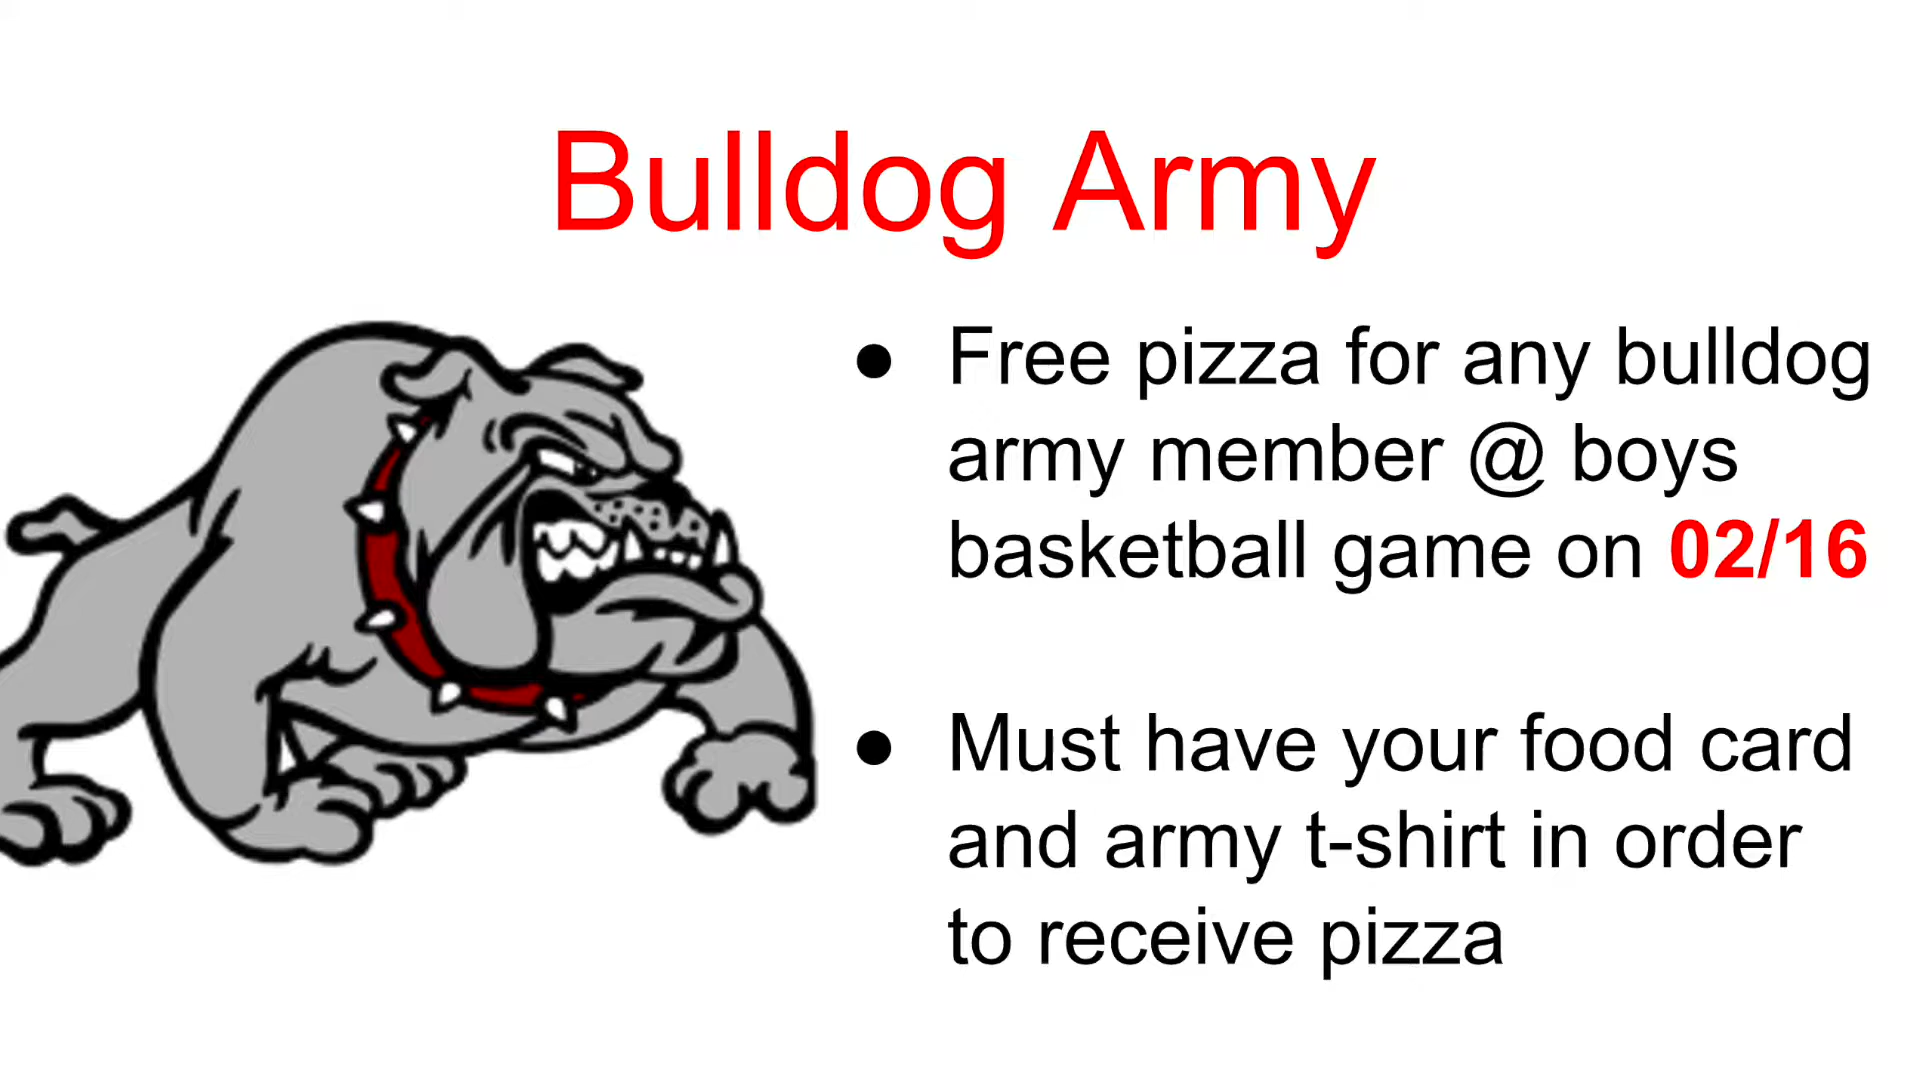 Bulldog Army
● Free pizza for any bulldog
army member @ boys
basketball game on 02/16
● Must have your food card
and army t-shirt in order
to receive pizza